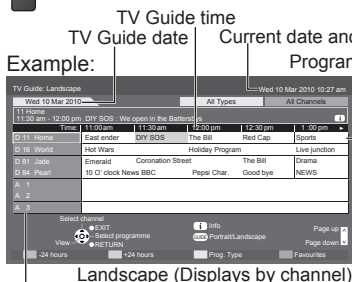 TV Guide time
TV Guide date Current date and
Example: Program
TV Guide: Landscape Wed 10 Mar 2010 10:27 am
Wed 10 Mar 2010 All Types All Channels
11 Home
11:30 am - 12:00 pm DIY SOS : We open in the Battersbys i
Time: 11:00am 11:30am 12:00pm 12:30 pm 1 :00 pm
D 11 Home East ender DIY SOS The Bill Red Cap Sports
D 16 World Hot Wars Holiday Program Live junction
D 81 Jade Emerald Coronation Street The Bill Drama
D 84 Pearl 10 O' clock News BBC Pepsi Char. Good bye NEWS
A 1
A 2
A 3
Select channel
EXIT i Info Page up
Select programme GUIDE Portrait/Landscape
View RETURN Page down
-24 hours +24 hours Prog. Type Favourites
Landscape (Displays by channel)